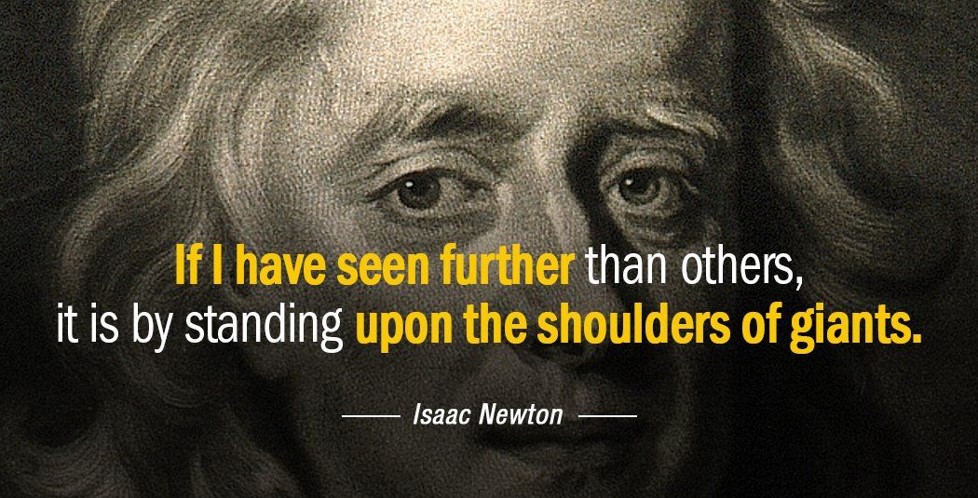 If I have seen further than others,
it is by standing upon the shoulders of giants.
Isaac Newton